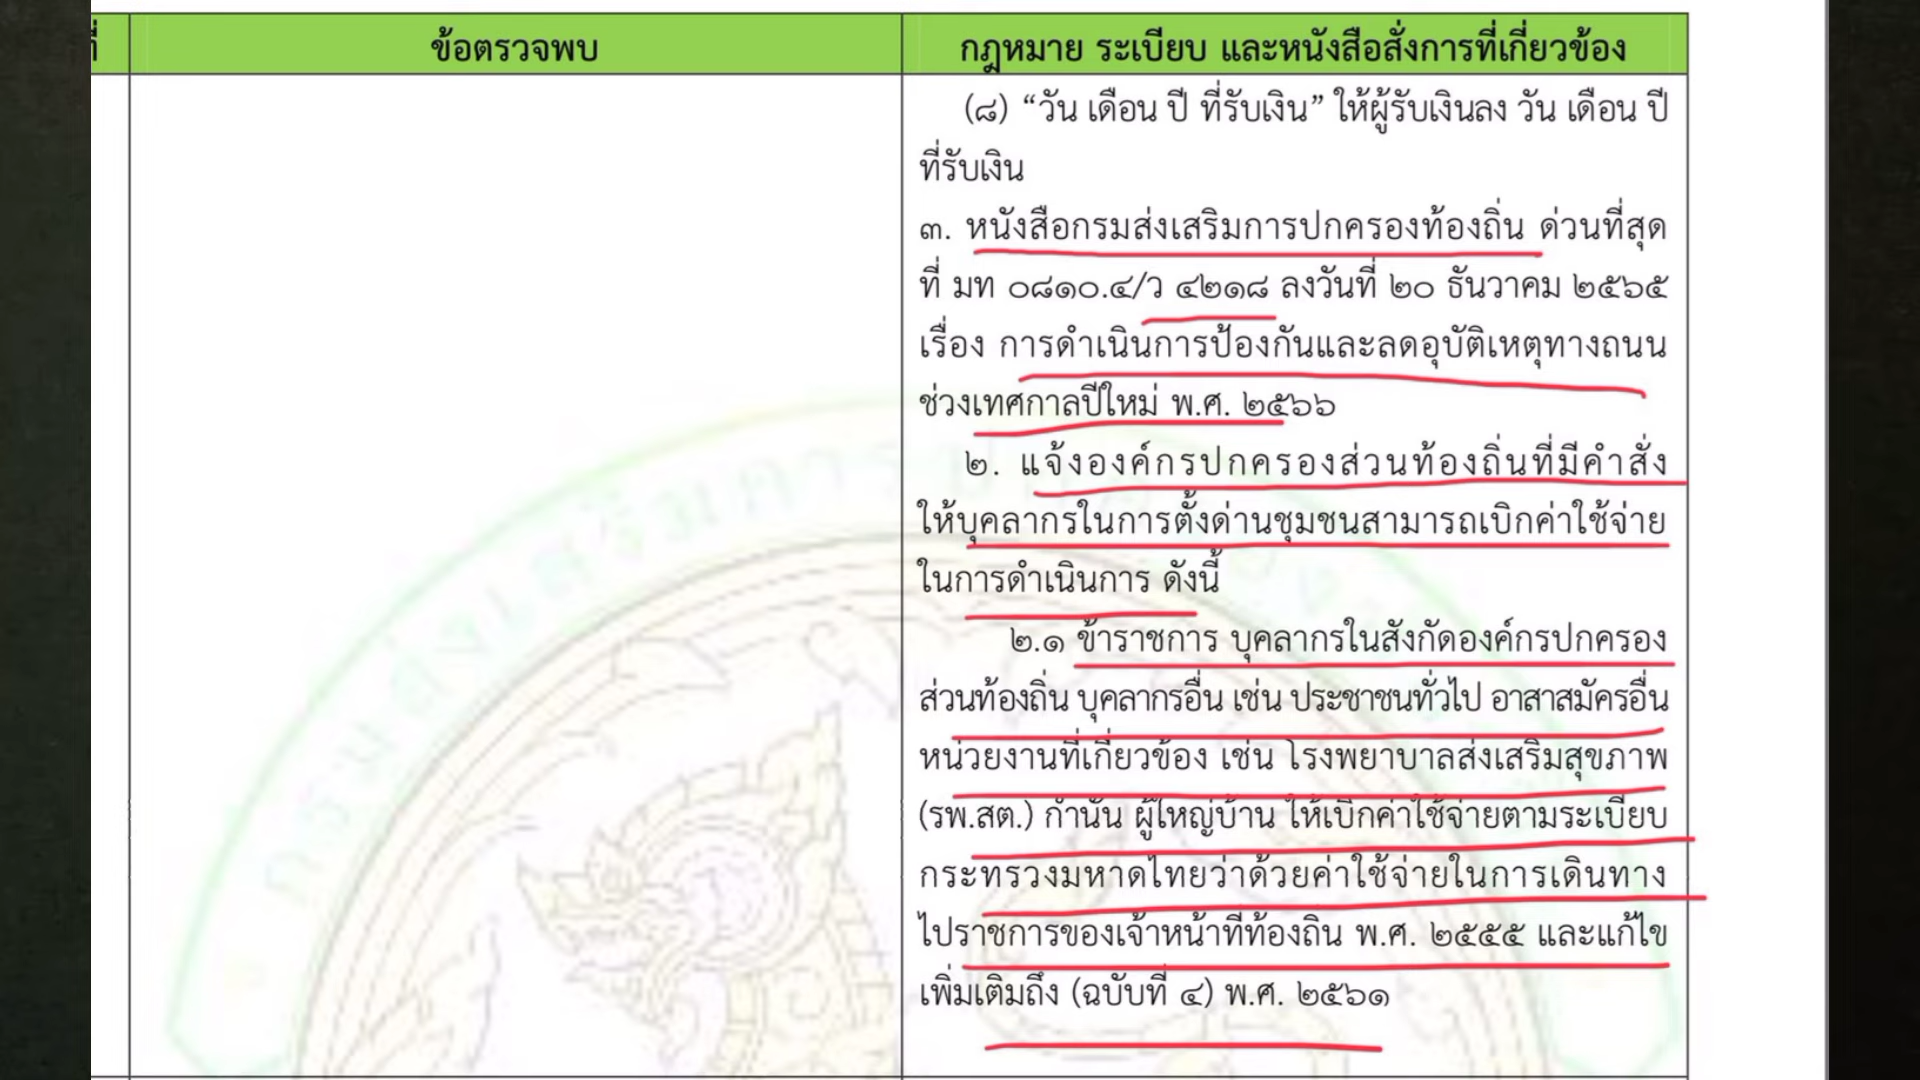 ที่
ข้อตรวจพบ
กฎหมาย ระเบียบ และหนังสือสั่งการที่เกี่ยวข้อง
(๘) “วัน เดือน ปี ที่รับเงิน” ให้ผู้รับเงินลง วัน เดือน ปี
ที่รับเงิน
๓. หนังสือกรมส่งเสริมการปกครองท้องถิ่น ด่วนที่สุด
ที่ มท ๐๘๑๐.๔/ว ๔๒๑๘ ลงวันที่ ๒๐ ธันวาคม ๒๕๖๕
เรื่อง การดำเนินการป้องกันและลดอุบัติเหตุทางถนน
ช่วงเทศกาลปีใหม่ พ.ศ. ๒๕๖๖
๒. แจ้งองค์กรปกครองส่วนท้องถิ่นที่มีคำสั่ง
ให้บุคลากรในการตั้งด่านชุมชนสามารถเบิกค่าใช้จ่าย
ในการดำเนินการ ดังนี้
๒.๑ ข้าราชการ บุคลากรในสังกัดองค์กรปกครอง
ส่วนท้องถิ่น บุคลากรอื่น เช่น ประชาชนทั่วไป อาสาสมัครอื่น
หน่วยงานที่เกี่ยวข้อง เช่น โรงพยาบาลส่งเสริมสุขภาพ
(รพ.สต.) กำนัน ผู้ใหญ่บ้าน ให้เบิกค่าใช้จ่ายตามระเบียบ
กระทรวงมหาดไทยว่าด้วยค่าใช้จ่ายในการเดินทาง
ไปราชการของเจ้าหน้าที่ท้องถิ่น พ.ศ. ๒๕๕๕ และแก้ไข
เพิ่มเติมถึง (ฉบับที่ ๔) พ.ศ. ๒๕๖๑